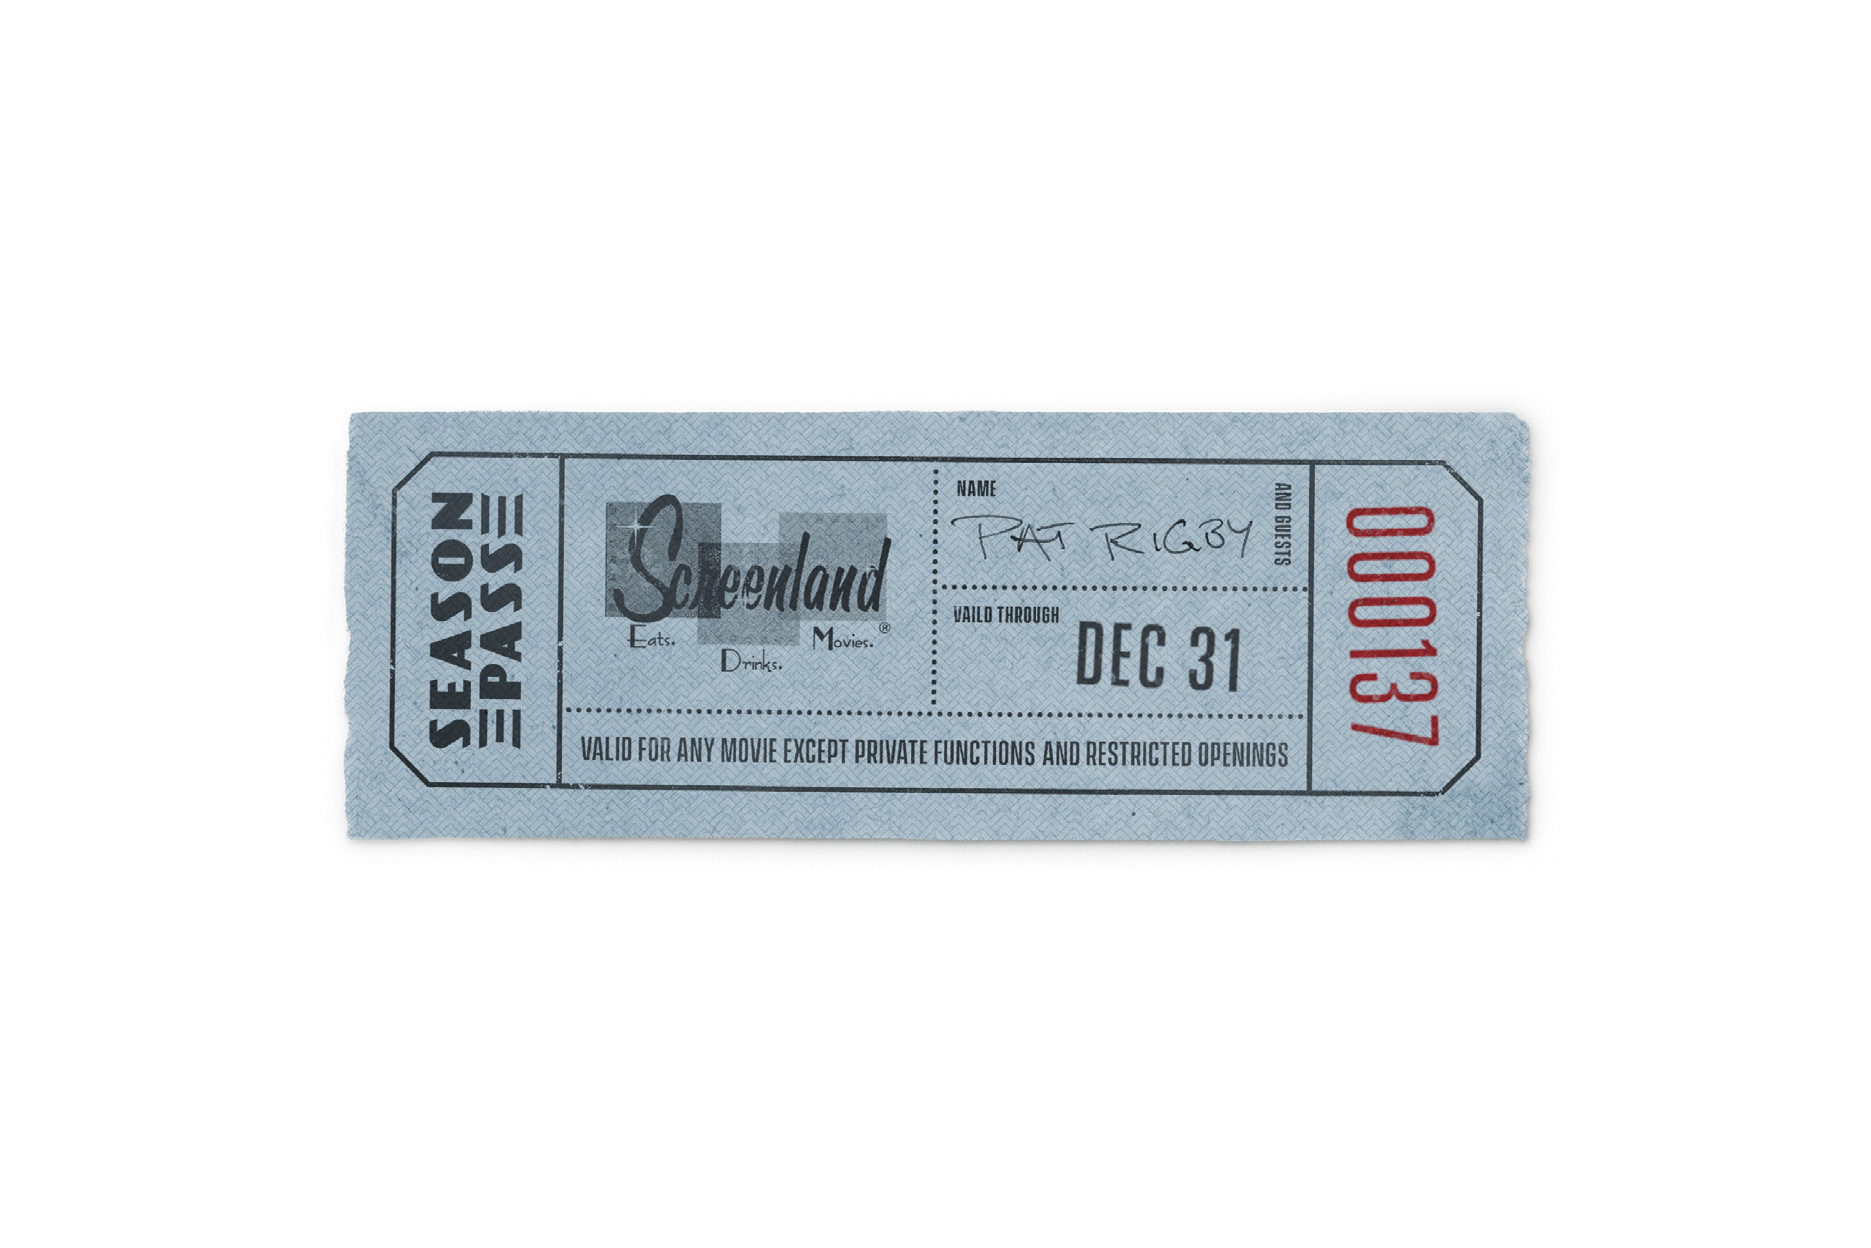 SEASON
PASS
Screenland®
Eats.
Drinks.
Movies.
NAME
PAT RIGBY
AND GUESTS
VAILD THROUGH
DEC 31
VALID FOR ANY MOVIE EXCEPT PRIVATE FUNCTIONS AND RESTRICTED OPENINGS
000137